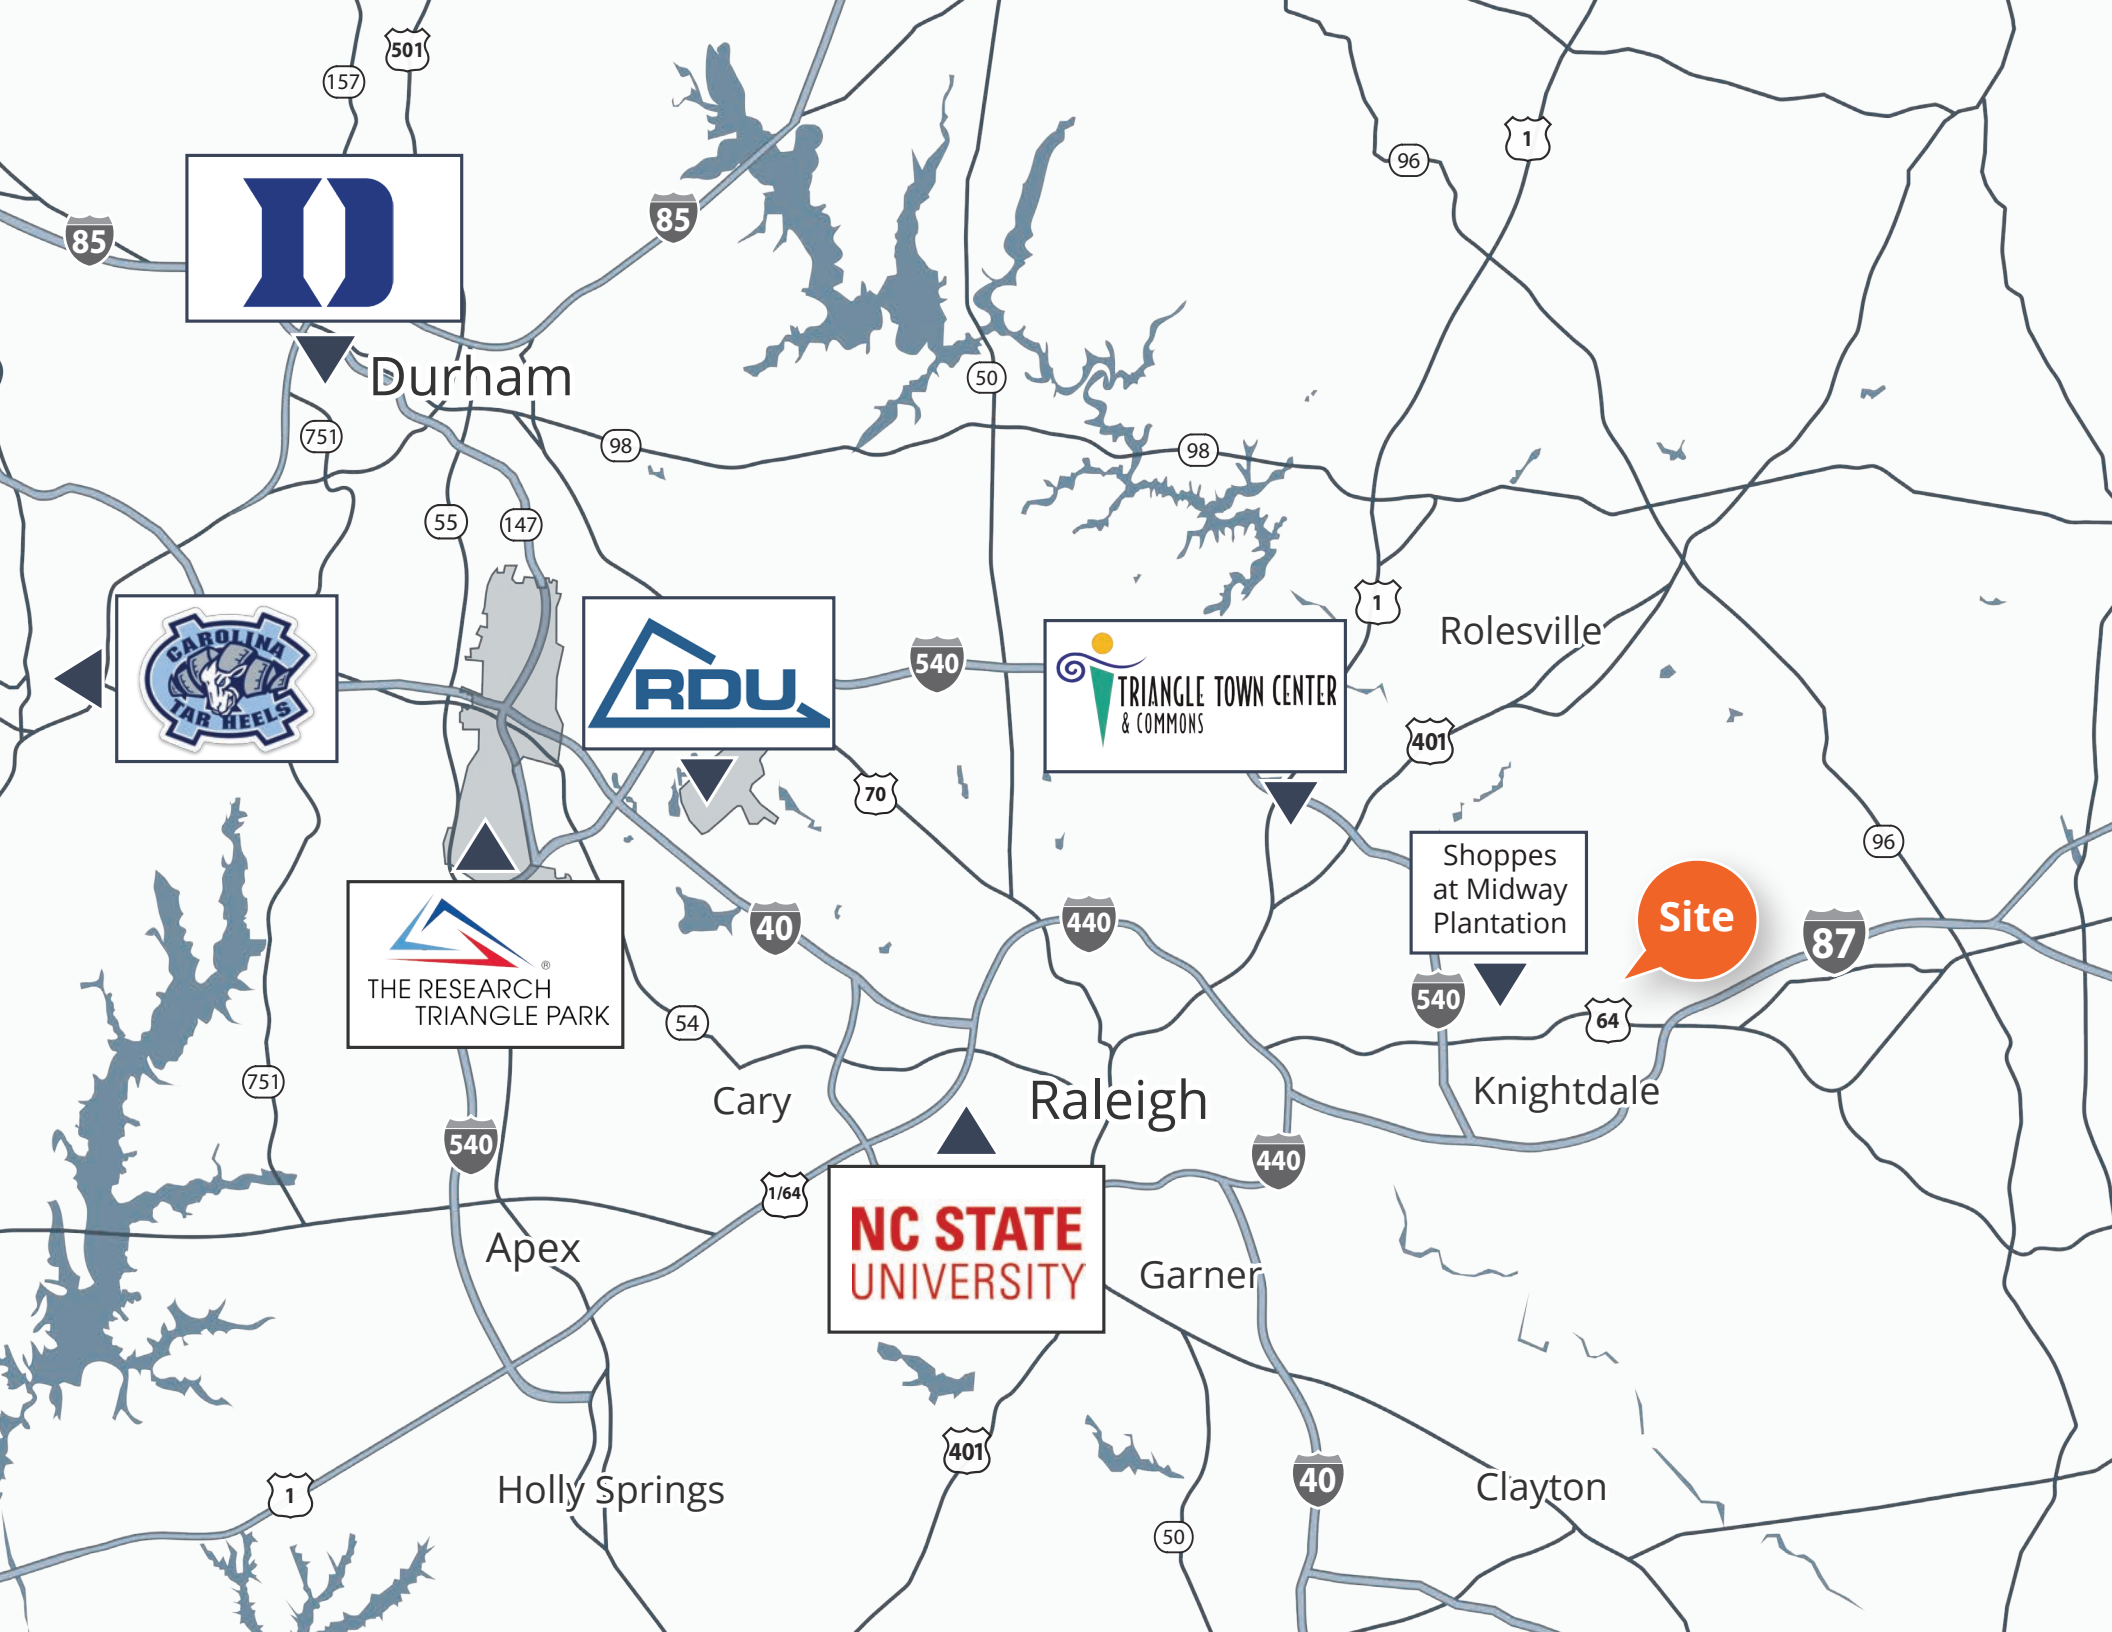 501
157
1
96
85
85
D
Durham
50
751
98
98
55
147
1
Rolesville
CAROLINA
TAR HEELS
RDU
540
TRIANGLE TOWN CENTER
& COMMONS
401
70
96
Shoppes
at Midway
Plantation
Site
40
440
87
THE RESEARCH
TRIANGLE PARK
®
540
54
64
751
Cary
Raleigh
Knightdale
540
440
1/64
NC STATE
UNIVERSITY
Apex
Garner
401
40
1
Holly Springs
Clayton
50